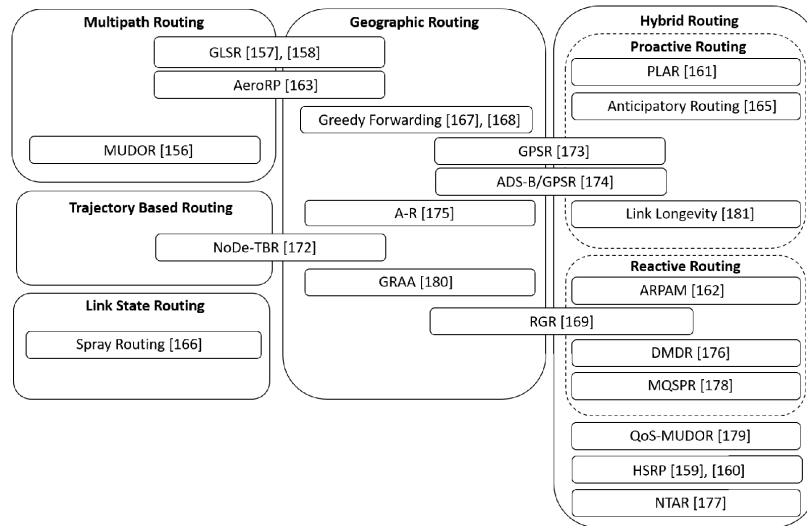 Multipath Routing
GLSR [157], [158]
AeroRP [163]
MUDOR [156]
Trajectory Based Routing
NoDe-TBR [172]
Link State Routing
Spray Routing [166]
Geographic Routing
Greedy Forwarding [167], [168]
GPSR [173]
ADS-B/GPSR [174]
A-R [175]
GRAA [180]
RGR [169]
Hybrid Routing
Proactive Routing
PLAR [161]
Anticipatory Routing [165]
Link Longevity [181]
Reactive Routing
ARPAM [162]
DMDR [176]
MQSPR [178]
QoS-MUDOR [179]
HSRP [159], [160]
NTAR [177]